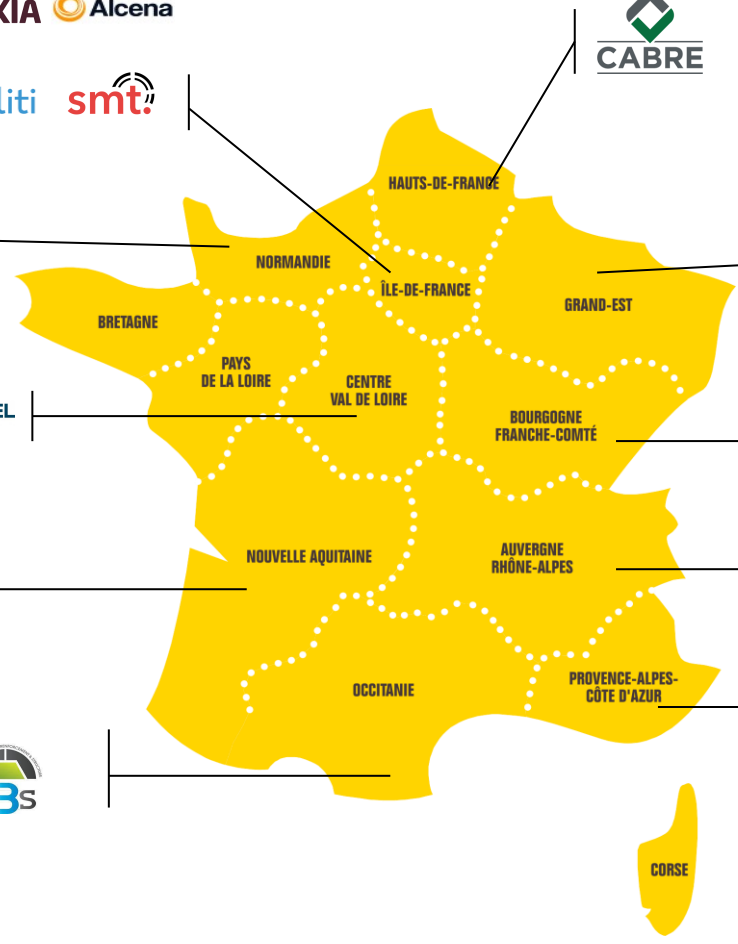 XIA Alcena
CABRE
liti smt.
HAUTS-DE-FRANCE
NORMANDIE
ÎLE-DE-FRANCE
GRAND-EST
BRETAGNE
PAYS
DE LA LOIRE
CENTRE
VAL DE LOIRE
EL
BOURGOGNE
FRANCHE-COMTÉ
NOUVELLE AQUITAINE
AUVERGNE
RHÔNE-ALPES
OCCITANIE
PROVENCE-ALPES-
CÔTE D'AZUR
BS
CORSE